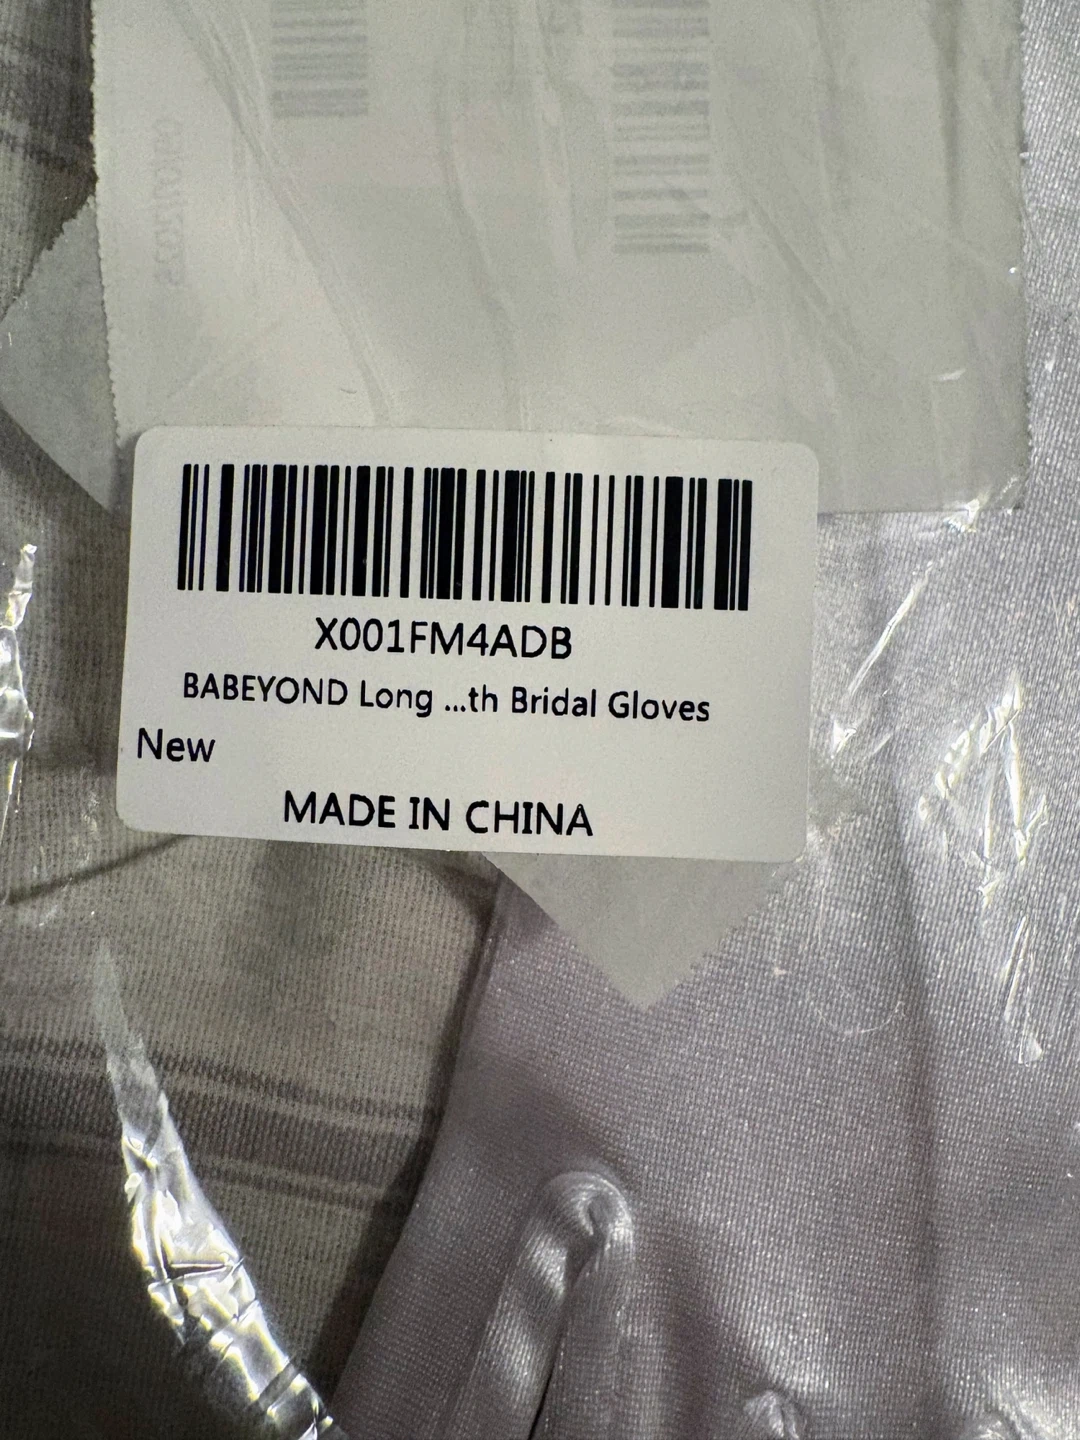 X001FM4ADB
BABEYOND Long ...th Bridal Gloves
New
MADE IN CHINA